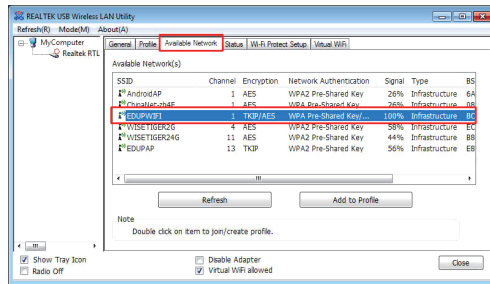 REALTEK USB Wireless LAN Utility
Refresh(R) Mode(M) About(A)
MyComputer
Realtek RTL
General Profile Available Network Status Wi-Fi Protect Setup Virtual WiFi
Available Network(s)
SSID Channel Encryption Network Authentication Signal Type BS
AndroidAP 1 AES WPA2 Pre-Shared Key 26% Infrastructure 6A
ChinaNet-zh4F 1 AES WPA2 Pre-Shared Key 26% Infrastructure 08
EDUPWIFI 1 TKIP/AES WPA Pre-Shared Key/... 100% Infrastructure BC
WISETIGER2G 4 AES WPA2 Pre-Shared Key 58% Infrastructure EC
WISETIGER24G 11 AES WPA2 Pre-Shared Key 44% Infrastructure B8
EDUPAP 13 TKIP WPA Pre-Shared Key 56% Infrastructure E8
Refresh Add to Profile
Note
Double click on item to join/create profile.
Show Tray Icon Disable Adapter
Radio Off Virtual WiFi allowed Close